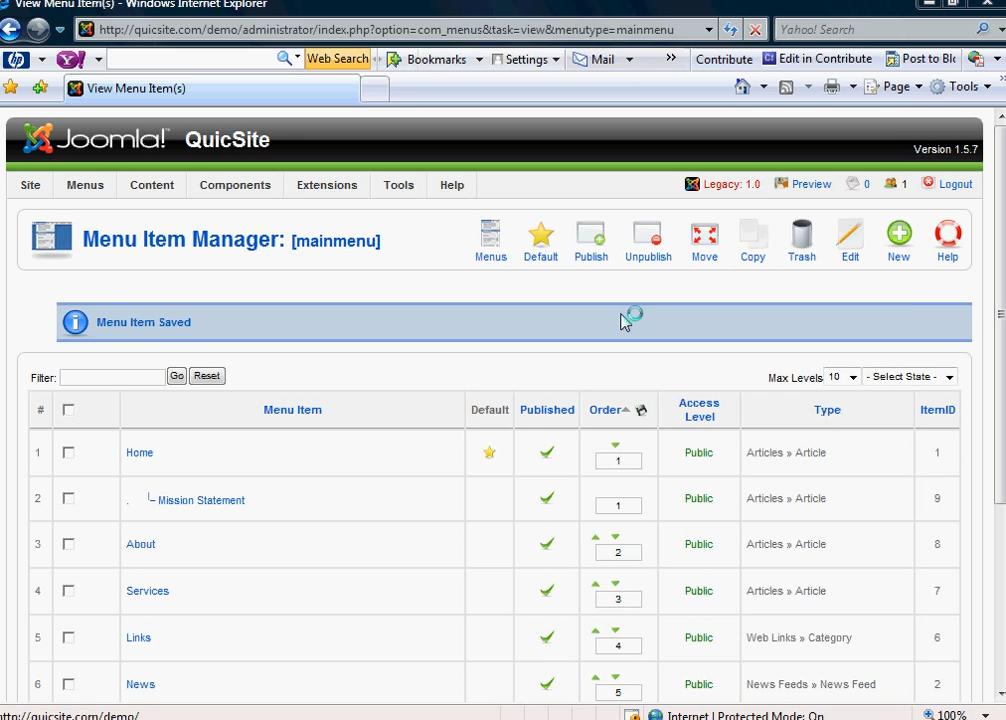 View Menu Item(s) - Windows Internet Explorer
http://quicsite.com/demo/administrator/index.php?option=com_menus&task=view&menutype=mainmenu
Yahoo! Search
Web Search Bookmarks Settings Mail » Contribute Edit in Contribute Post to Blc
View Menu Item(s)
Page Tools »
Joomla! QuicSite
Version 1.5.7
Site Menus Content Components Extensions Tools Help Legacy: 1.0 Preview 0 1 Logout
Menu Item Manager: [mainmenu]
Menus Default Publish Unpublish Move Copy Trash Edit New Help
Menu Item Saved
Filter: Go Reset Max Levels 10 - Select State -
# Menu Item Default Published Order Access Level Type ItemID
1 Home 1 Public Articles » Article 1
2 . Mission Statement 1 Public Articles » Article 9
3 About 2 Public Articles » Article 8
4 Services 3 Public Articles » Article 7
5 Links 4 Public Web Links » Category 6
6 News 5 Public News Feeds » News Feed 2
http://quicsite.com/demo/ Internet | Protected Mode: On 100%